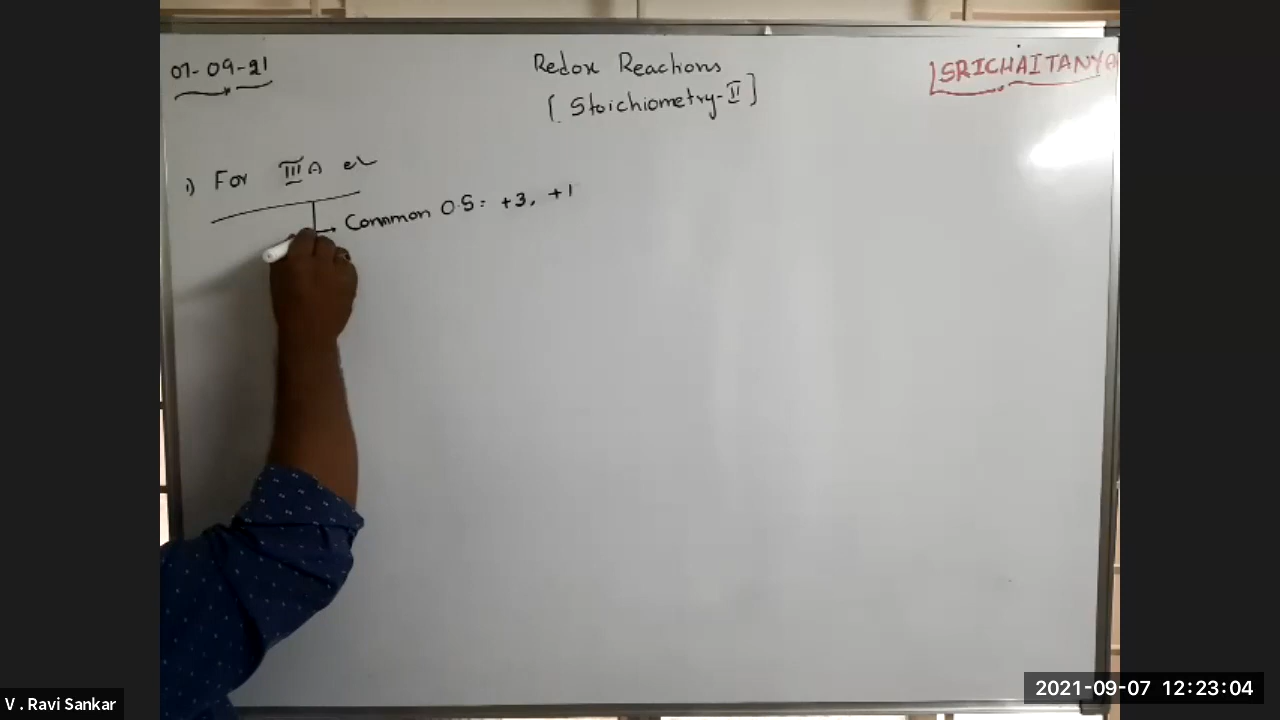 07-09-21
Redox Reactions
[Stoichiometry-II]
SRICHAITANYA
1) For IIIA el
Common O.S: +3, +1
V . Ravi Sankar
2021-09-07 12:23:04